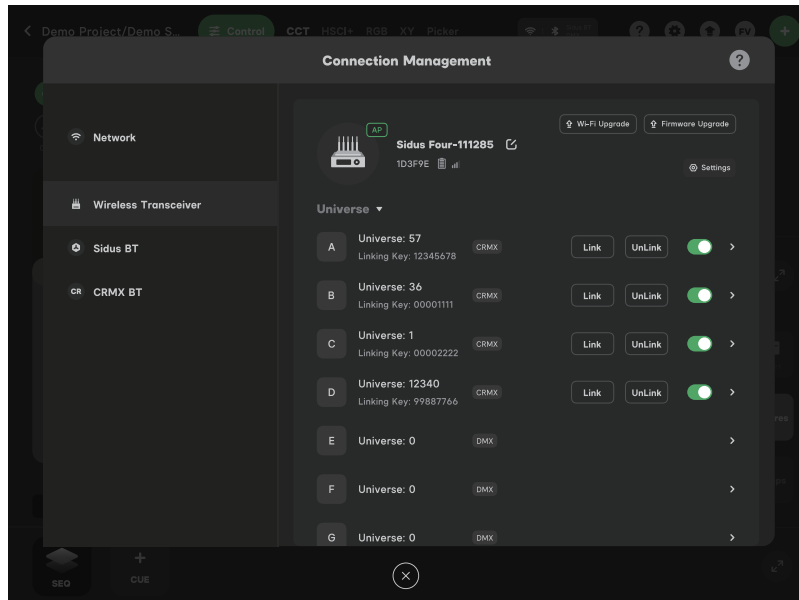 Demo Project/Demo S...
Control
CCT HSCI+ RGB XY Picker
FV
Connection Management
?
Network
Wireless Transceiver
Sidus BT
CR CRMX BT
AP
Sidus Four-111285
1D3F9E
Wi-Fi Upgrade
Firmware Upgrade
Settings
Universe
A Universe: 57 CRMX Link UnLink
Linking Key: 12345678
B Universe: 36 CRMX Link UnLink
Linking Key: 00001111
C Universe: 1 CRMX Link UnLink
Linking Key: 00002222
D Universe: 12340 CRMX Link UnLink
Linking Key: 99887766
E Universe: 0 DMX
F Universe: 0 DMX
G Universe: 0 DMX
SEQ
CUE